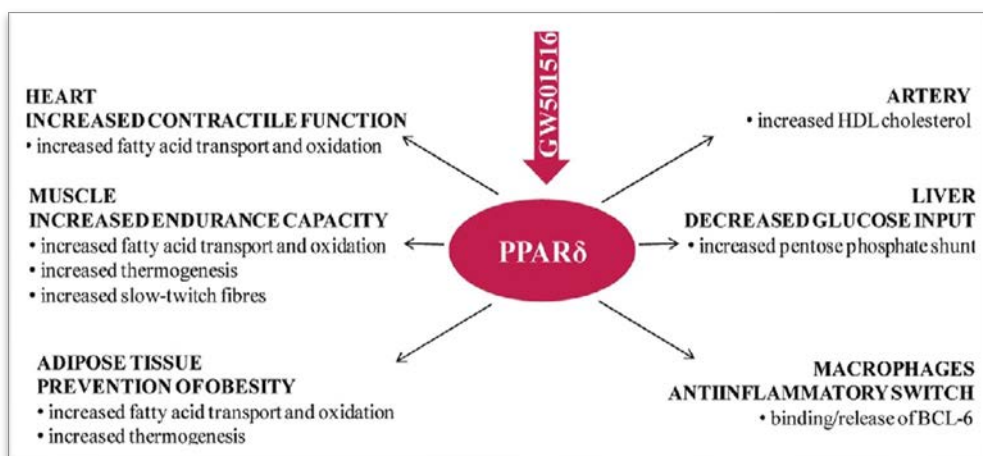 GW501516
HEART
INCREASED CONTRACTILE FUNCTION
• increased fatty acid transport and oxidation
MUSCLE
INCREASED ENDURANCE CAPACITY
• increased fatty acid transport and oxidation
• increased thermogenesis
• increased slow-twitch fibres
ADIPOSE TISSUE
PREVENTION OF OBESITY
• increased fatty acid transport and oxidation
• increased thermogenesis
PPARδ
ARTERY
• increased HDL cholesterol
LIVER
DECREASED GLUCOSE INPUT
• increased pentose phosphate shunt
MACROPHAGES
ANTIINFLAMMATORY SWITCH
• binding/release of BCL-6